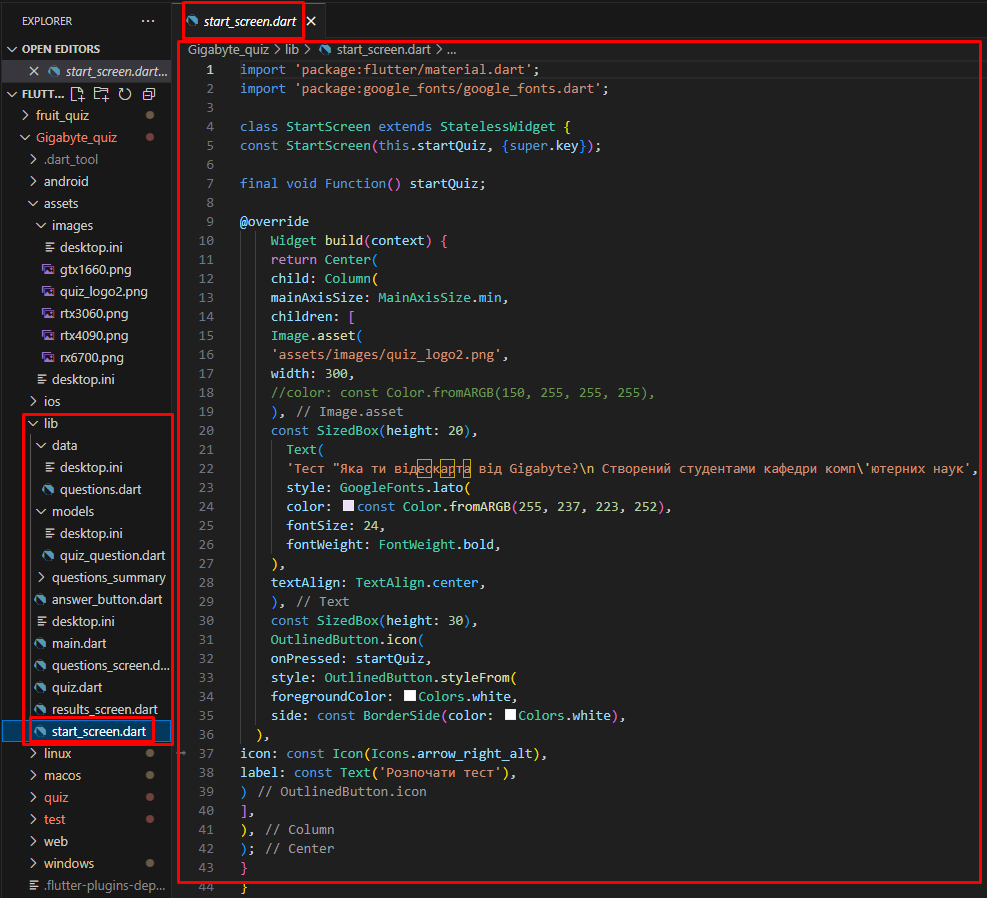 EXPLORER
OPEN EDITORS
start_screen.dart...
FLUTT...
fruit_quiz
Gigabyte_quiz
.dart_tool
android
assets
images
desktop.ini
gtx1660.png
quiz_logo2.png
rtx3060.png
rtx4090.png
rx6700.png
desktop.ini
ios
lib
data
desktop.ini
questions.dart
models
desktop.ini
quiz_question.dart
questions_summary
answer_button.dart
desktop.ini
main.dart
questions_screen.d...
quiz.dart
results_screen.dart
start_screen.dart
linux
macos
quiz
test
web
windows
.flutter-plugins-dep...
start_screen.dart
Gigabyte_quiz > lib > start_screen.dart > ...
1 import 'package:flutter/material.dart';
2 import 'package:google_fonts/google_fonts.dart';
3
4 class StartScreen extends StatelessWidget {
5 const StartScreen(this.startQuiz, {super.key});
6
7 final void Function() startQuiz;
8
9 @override
10 Widget build(context) {
11 return Center(
12 child: Column(
13 mainAxisSize: MainAxisSize.min,
14 children: [
15 Image.asset(
16 'assets/images/quiz_logo2.png',
17 width: 300,
18 //color: const Color.fromARGB(150, 255, 255, 255),
19 ), // Image.asset
20 const SizedBox(height: 20),
21 Text(
22 'Тест "Яка ти відеокарта від Gigabyte?\n Створений студентами кафедри комп\'ютерних наук',
23 style: GoogleFonts.lato(
24 color: const Color.fromARGB(255, 237, 223, 252),
25 fontSize: 24,
26 fontWeight: FontWeight.bold,
27 ),
28 textAlign: TextAlign.center,
29 ), // Text
30 const SizedBox(height: 30),
31 OutlinedButton.icon(
32 onPressed: startQuiz,
33 style: OutlinedButton.styleFrom(
34 foregroundColor: Colors.white,
35 side: const BorderSide(color: Colors.white),
36 ),
37 icon: const Icon(Icons.arrow_right_alt),
38 label: const Text('Розпочати тест'),
39 ) // OutlinedButton.icon
40 ],
41 ), // Column
42 ); // Center
43 }
44 }